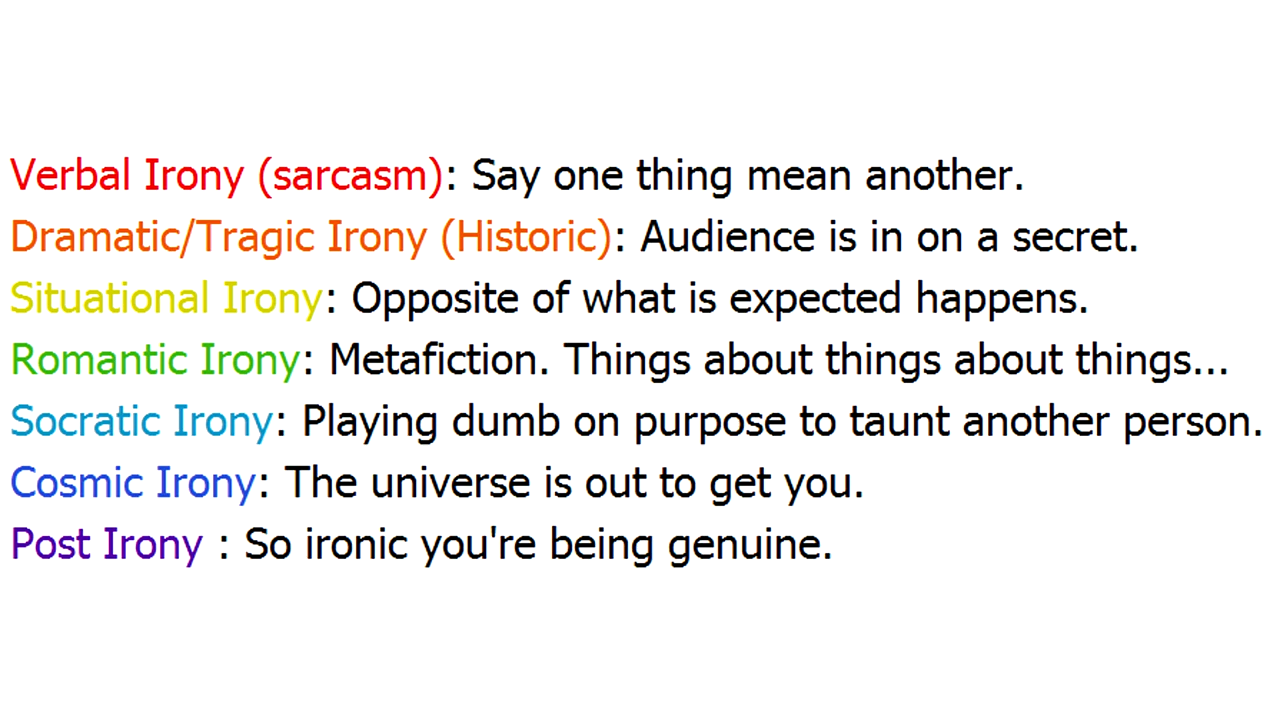 Verbal Irony (sarcasm): Say one thing mean another.
Dramatic/Tragic Irony (Historic): Audience is in on a secret.
Situational Irony: Opposite of what is expected happens.
Romantic Irony: Metafiction. Things about things about things...
Socratic Irony: Playing dumb on purpose to taunt another person.
Cosmic Irony: The universe is out to get you.
Post Irony : So ironic you're being genuine.